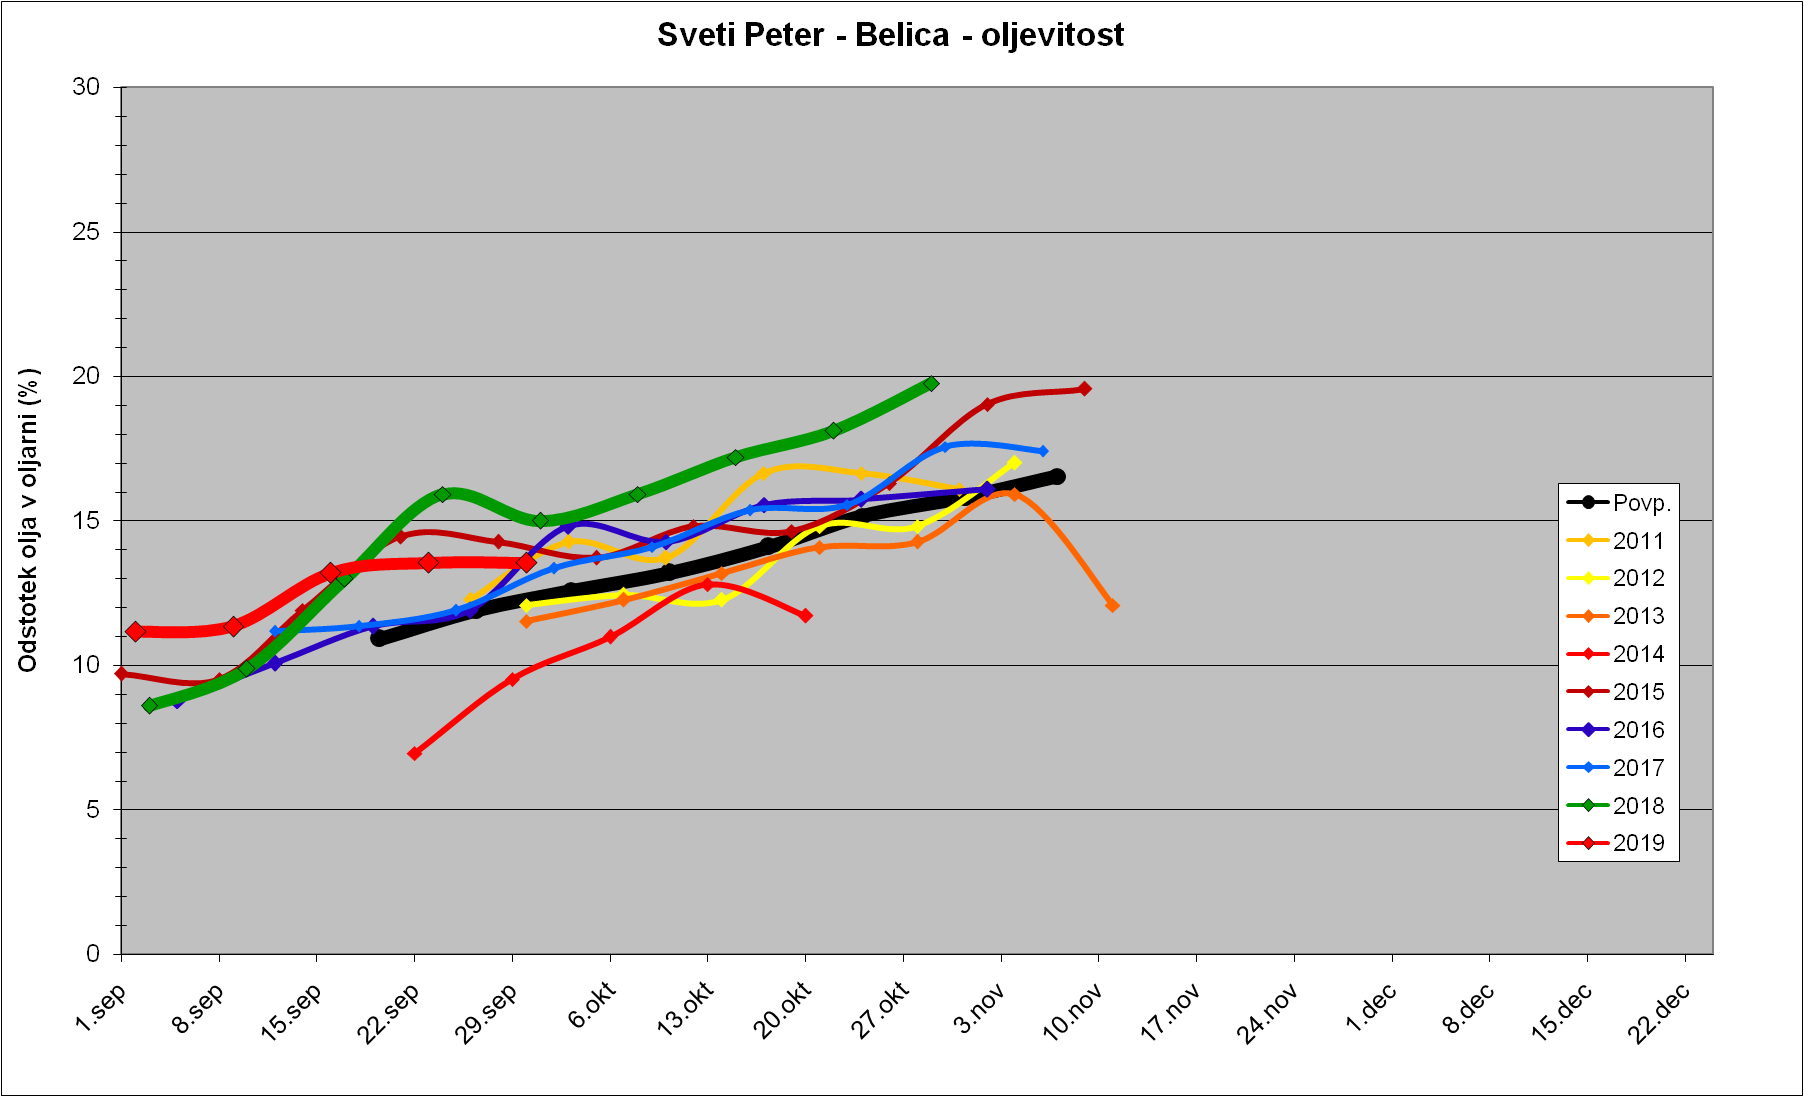 Sveti Peter - Belica - oljevitost
Odstotek olja v oljarni (%)
30
25
20
15
10
5
0
1.sep
8.sep
15.sep
22.sep
29.sep
6.okt
13.okt
20.okt
27.okt
3.nov
10.nov
17.nov
24.nov
1.dec
8.dec
15.dec
22.dec
Povp.
2011
2012
2013
2014
2015
2016
2017
2018
2019